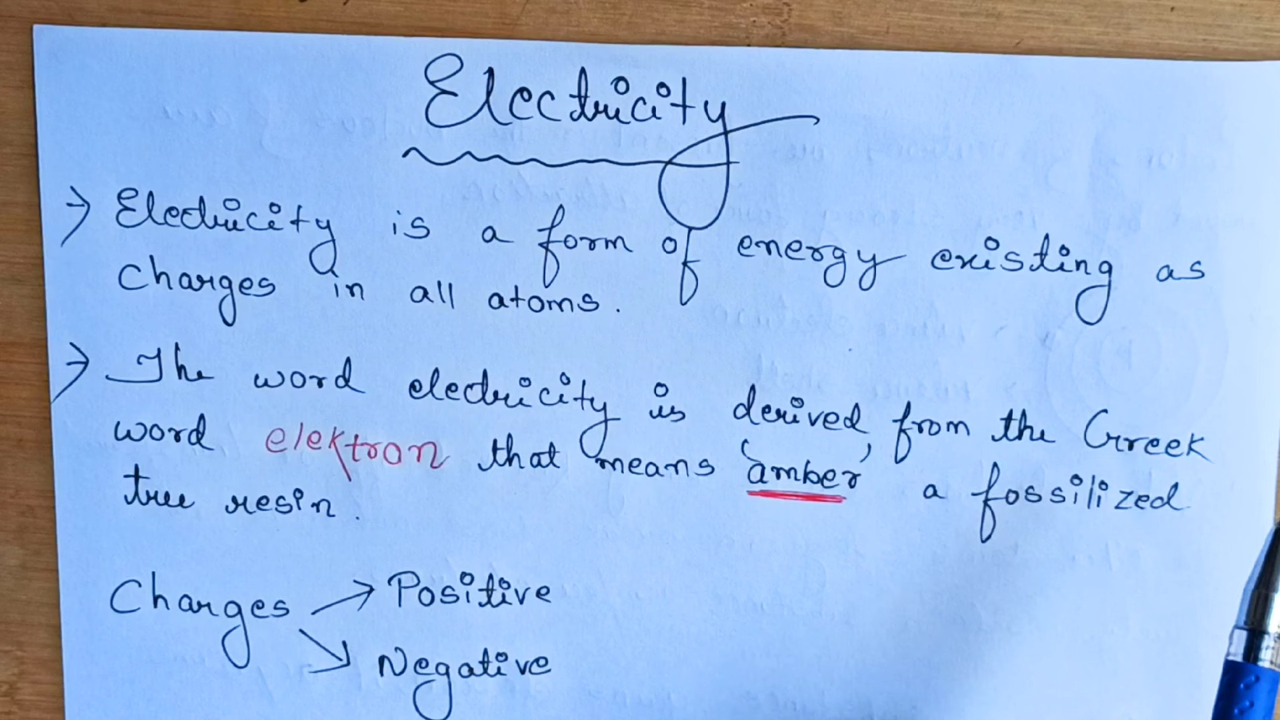 Electricity
→ Electricity is a form of energy existing as
charges in all atoms.
→ The word electricity is derived from the Greek
word elektron that means 'amber' a fossilized
tree resin.
Charges → Positive
→ Negative